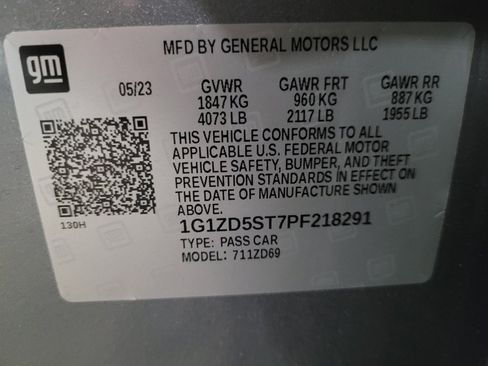 gm
MFD BY GENERAL MOTORS LLC
05/23 GVWR GAWR FRT GAWR RR
1847 KG 960 KG 887 KG
4073 LB 2117 LB 1955 LB
THIS VEHICLE CONFORMS TO ALL
APPLICABLE U.S. FEDERAL MOTOR
VEHICLE SAFETY, BUMPER, AND THEFT
PREVENTION STANDARDS IN EFFECT ON
THE DATE OF MANUFACTURE SHOWN
ABOVE.
130H
1G1ZD5ST7PF218291
TYPE: PASS CAR
MODEL: 711ZD69